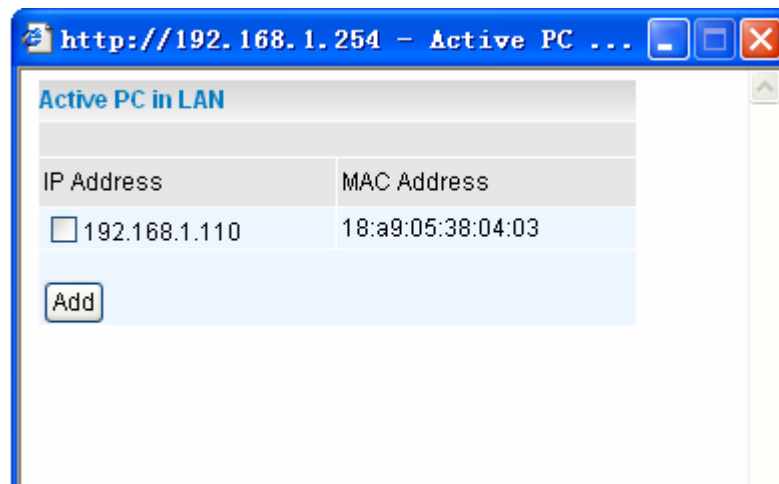 http://192.168.1.254 - Active PC ...
Active PC in LAN
IP Address MAC Address
192.168.1.110 18:a9:05:38:04:03
Add